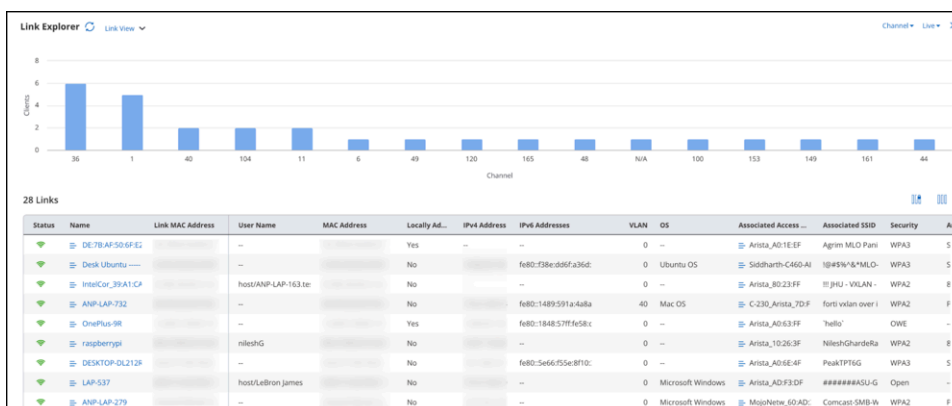 Link Explorer Link View Channel Live
8
6
4
2
0
Clients
36 1 40 104 11 6 49 120 165 48 N/A 100 153 149 161 44
Channel
28 Links
Status Name Link MAC Address User Name MAC Address Locally Ad... IPv4 Address IPv6 Addresses VLAN OS Associated Access ... Associated SSID Security
DE:7B:AF:50:6F:E2 -- Yes -- -- 0 -- Arista_A0:1E:EF Agrim MLO Pani WPA3
Desk Ubuntu ----- -- No fe80::f38e:dd6f:a36d: 0 Ubuntu OS Siddharth-C460-AI !@#$%^&*MLO- WPA3
IntelCor_39:A1:CA host/ANP-LAP-163.te: No -- 0 -- Arista_80:23:FF !!! JHU - VXLAN - WPA2
ANP-LAP-732 -- No fe80::1489:591a:4a8a 40 Mac OS C-230_Arista_7D:F forti vxlan over i WPA2
OnePlus-9R -- Yes fe80::1848:57ff:fe58:c 0 -- Arista_A0:63:FF `hello` OWE -
raspberrypi nileshG No -- 0 -- Arista_10:26:3F NileshGhardeRa WPA2
DESKTOP-DL212F -- No fe80::5e66:f55e:8f10: 0 -- Arista_A0:6E:4F PeakTPT6G WPA3
LAP-537 host/LeBron James No -- 0 Microsoft Windows Arista_AD:F3:DF #######ASU-G Open -
ANP-LAP-279 -- No -- 0 Microsoft Windows MojoNetw_60:AD: Comcast-SMB-W WPA2